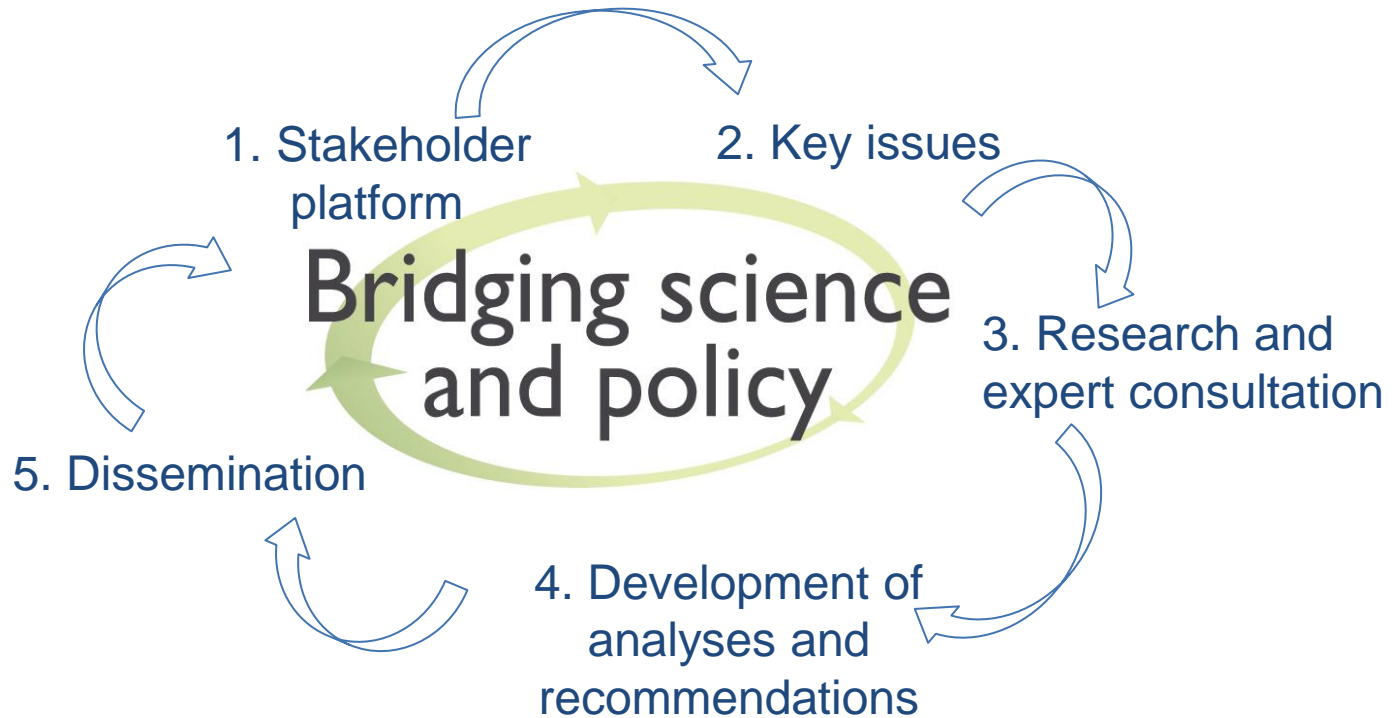 1. Stakeholder
platform
2. Key issues
Bridging science
and policy
3. Research and
expert consultation
5. Dissemination
4. Development of
analyses and
recommendations